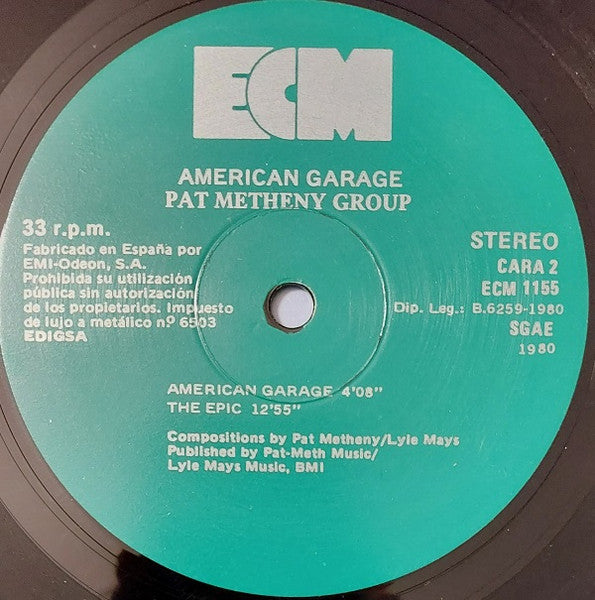 ECM
AMERICAN GARAGE
PAT METHENY GROUP
33 r.p.m.
Fabricado en España por
EMI-Odeon, S.A.
Prohibida su utilización
pública sin autorización
de los propietarios. Impuesto
de lujo a metálico nº 6503
EDIGSA
STEREO
CARA 2
ECM 1155
Dip. Leg.: B.6259-1980
SGAE
1980
AMERICAN GARAGE 4'08"
THE EPIC 12'55"
Compositions by Pat Metheny/Lyle Mays
Published by Pat-Meth Music/
Lyle Mays Music, BMI